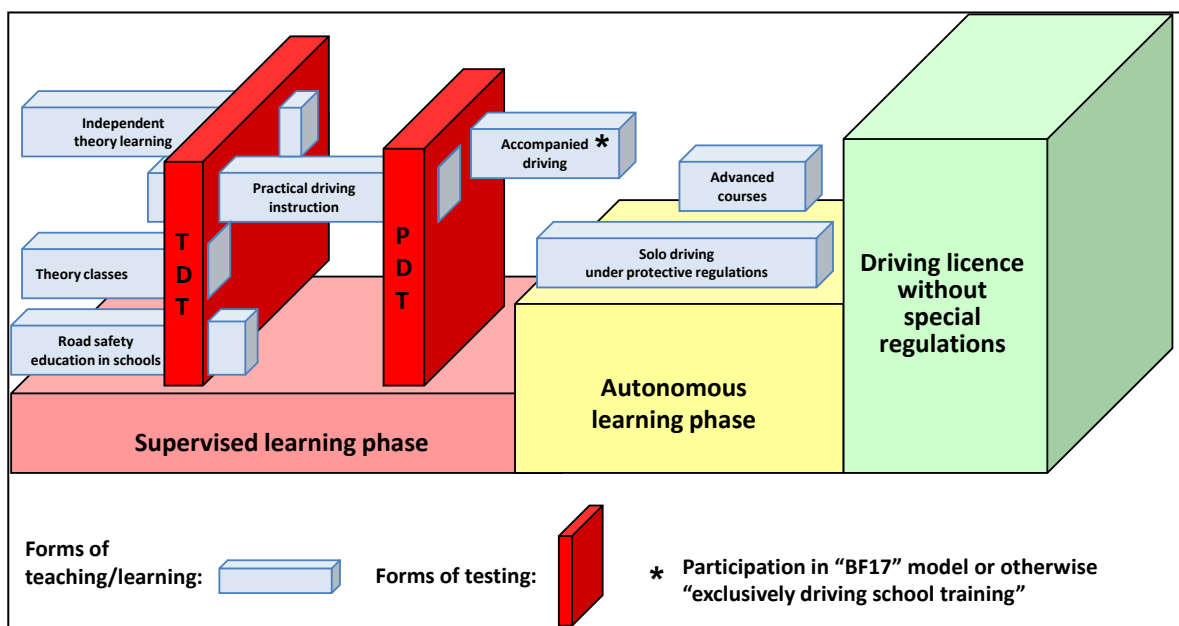 Independent
theory learning
Theory classes
Road safety
education in schools
TDT
Practical driving
instruction
PDT
Accompanied *
driving
Advanced
courses
Solo driving
under protective regulations
Driving licence
without
special
regulations
Autonomous
learning phase
Supervised learning phase
Forms of
teaching/learning:
Forms of testing:
* Participation in “BF17” model or otherwise
“exclusively driving school training”